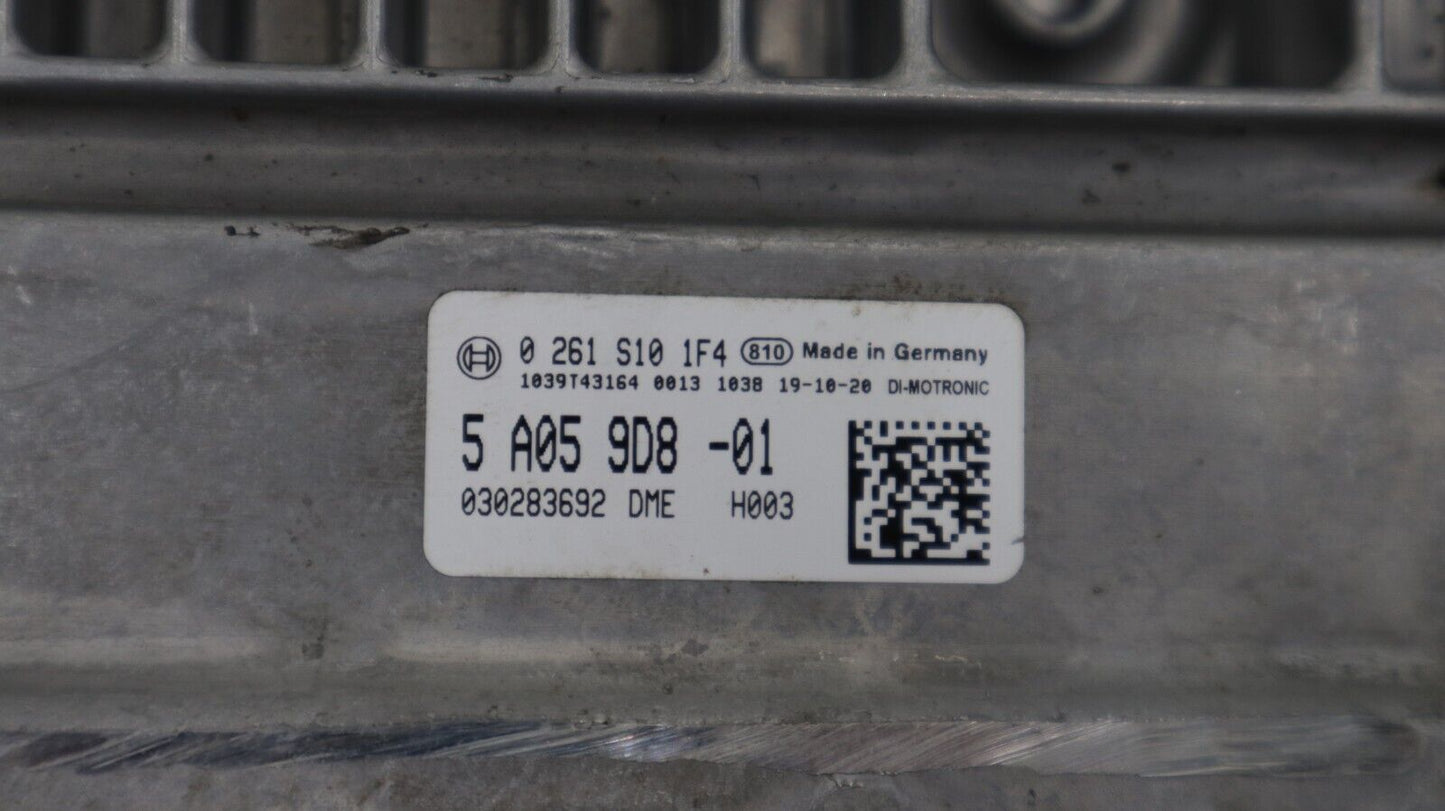 0 261 S10 1F4 810 Made in Germany
1039T43164 0013 1038 19-10-20 DI-MOTRONIC
5 A05 9D8 -01
030283692 DME H003